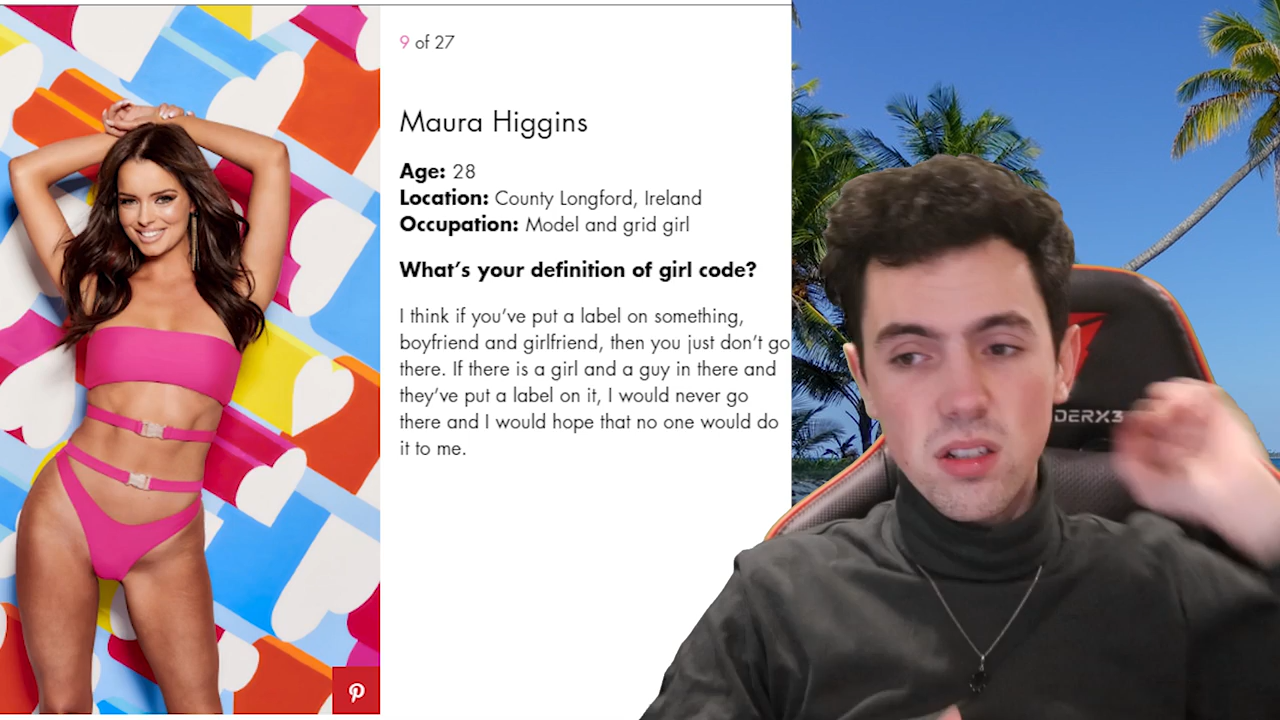 9 of 27
Maura Higgins
Age: 28
Location: County Longford, Ireland
Occupation: Model and grid girl
What's your definition of girl code?
I think if you've put a label on something,
boyfriend and girlfriend, then you just don't go
there. If there is a girl and a guy in there and
they've put a label on it, I would never go
there and I would hope that no one would do
it to me.
DERX3